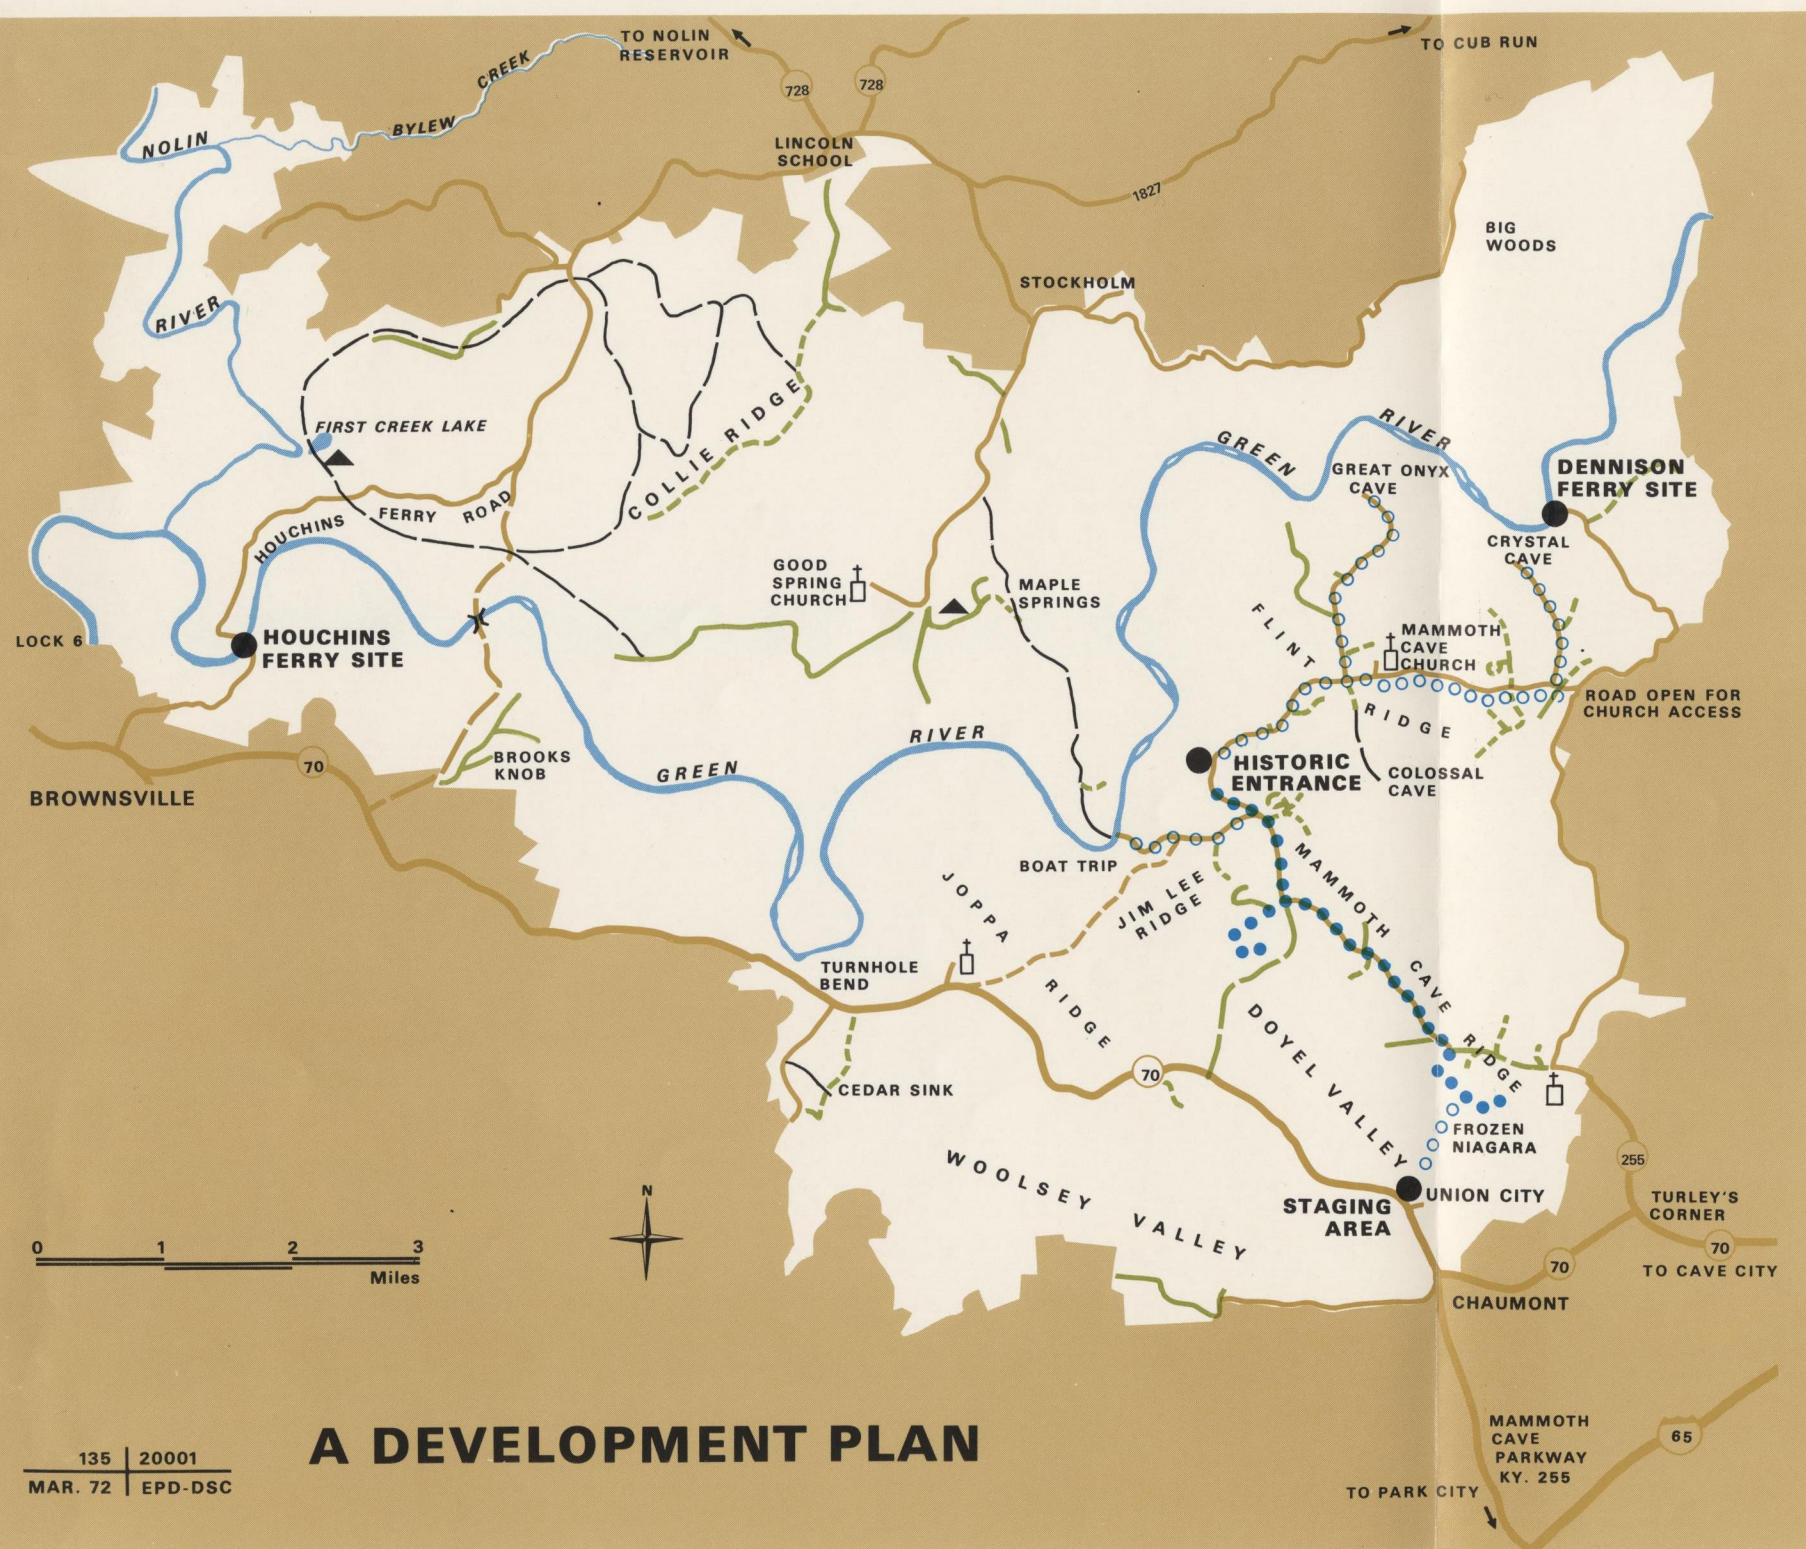 TO NOLIN
RESERVOIR
TO CUB RUN
CREEK
BYLEW
NOLIN
728
728
LINCOLN
SCHOOL
1827
BIG
WOODS
STOCKHOLM
RIVER
FIRST CREEK LAKE
COLLIE RIDGE
HOUCHINS FERRY ROAD
GREEN RIVER
GREAT ONYX
CAVE
DENNISON
FERRY SITE
CRYSTAL
CAVE
GOOD
SPRING
CHURCH
MAPLE
SPRINGS
LOCK 6
HOUCHINS
FERRY SITE
FLINT
RIDGE
MAMMOTH
CAVE
CHURCH
ROAD OPEN FOR
CHURCH ACCESS
BROOKS
KNOB
70
BROWNSVILLE
GREEN
RIVER
HISTORIC
ENTRANCE
COLOSSAL
CAVE
BOAT TRIP
JIM LEE
RIDGE
JOPPA
RIDGE
MAMMOTH
CAVE
RIDGE
TURNHOLE
BEND
DOYEL VALLEY
70
CEDAR SINK
FROZEN
NIAGARA
255
WOOLSEY VALLEY
STAGING
AREA
UNION CITY
TURLEY'S
CORNER
70
70
TO CAVE CITY
CHAUMONT
N
0 1 2 3
Miles
A DEVELOPMENT PLAN
135 20001
MAR. 72 EPD-DSC
MAMMOTH
CAVE
PARKWAY
KY. 255
65
TO PARK CITY